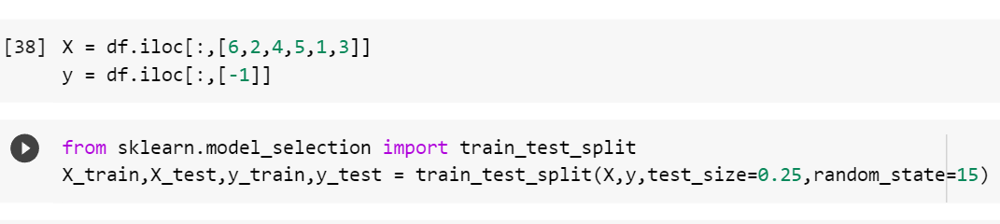 [38] X = df.iloc[:,[6,2,4,5,1,3]]
y = df.iloc[:,[-1]]
from sklearn.model_selection import train_test_split
X_train,X_test,y_train,y_test = train_test_split(X,y,test_size=0.25,random_state=15)